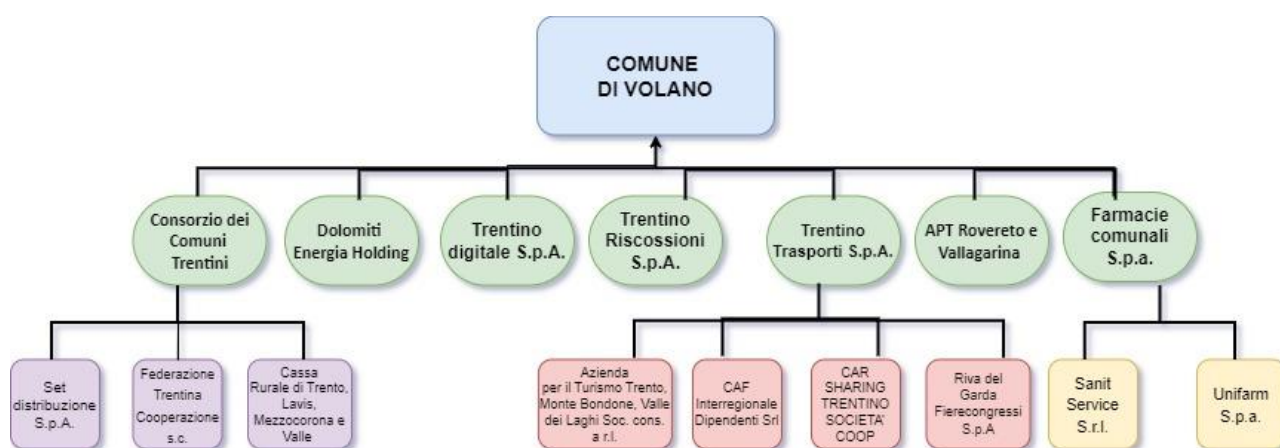 COMUNE
DI VOLANO
Consorzio dei
Comuni
Trentini
Dolomiti
Energia Holding
Trentino
digitale S.p.A.
Trentino
Riscossioni
S.p.A.
Trentino
Trasporti S.p.A.
APT Rovereto e
Vallagarina
Farmacie
comunali
S.p.a.
Set
distribuzione
S.p.A.
Federazione
Trentina
Cooperazione
s.c.
Cassa
Rurale di Trento,
Lavis,
Mezzocorona e
Valle
Azienda
per il Turismo Trento,
Monte Bondone, Valle
dei Laghi Soc. cons.
a r.l.
CAF
Interregionale
Dipendenti Srl
CAR
SHARING
TRENTINO
SOCIETA'
COOP
Riva del
Garda
Fierecongressi
S.p.A
Sanit
Service
S.r.l.
Unifarm
S.p.a.